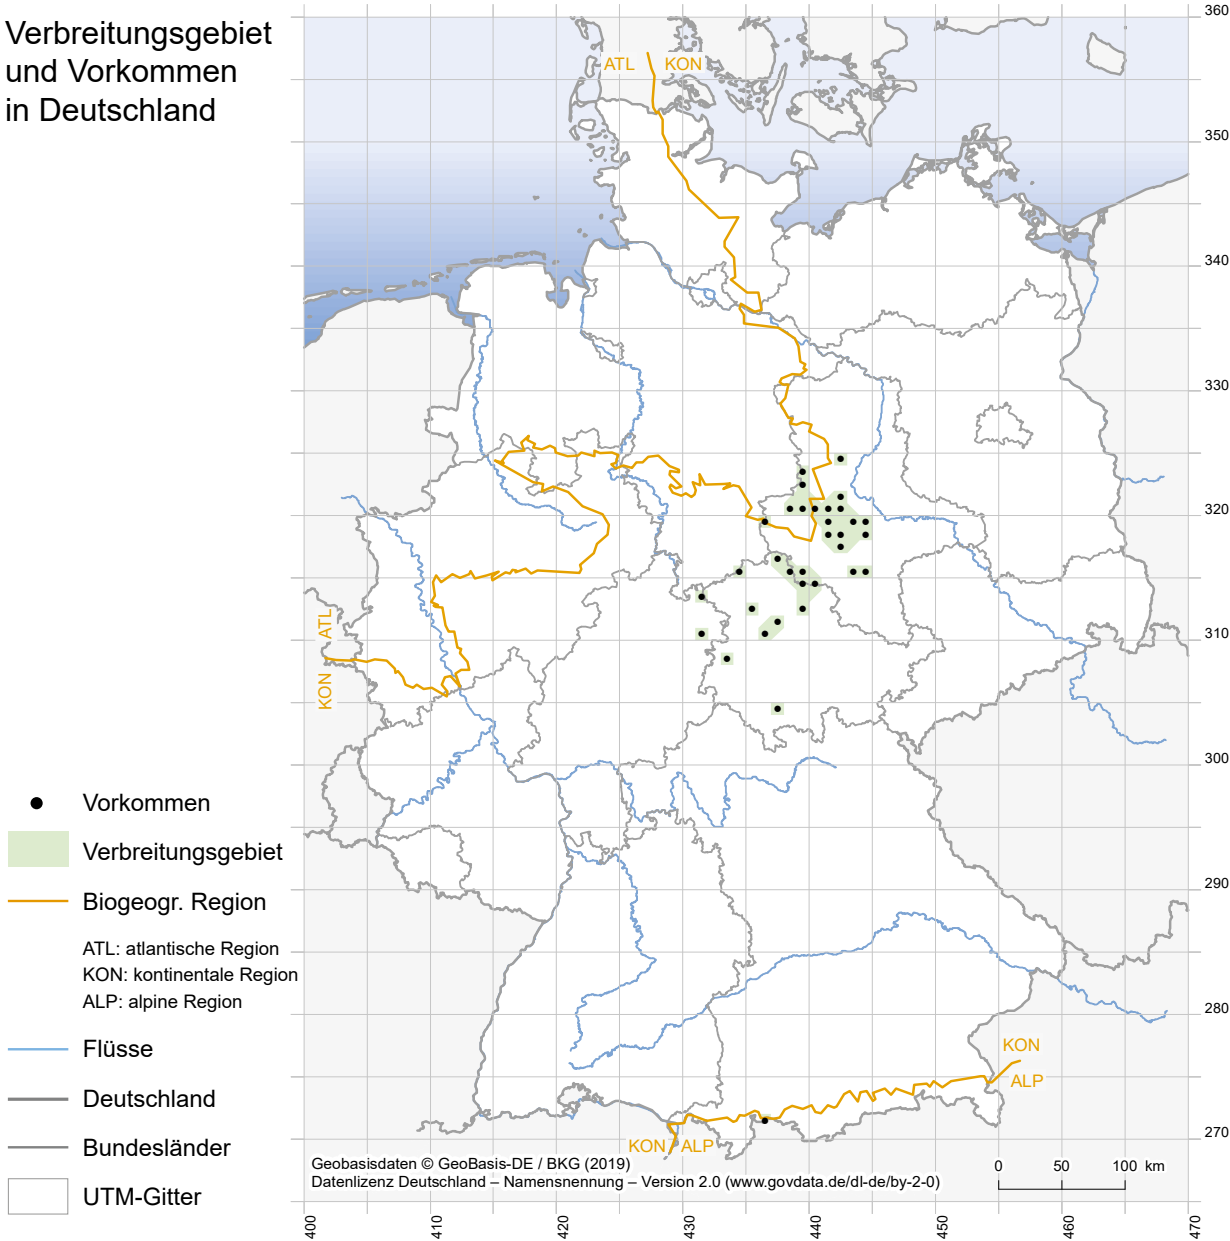 Verbreitungsgebiet
und Vorkommen
in Deutschland
ATL KON
360
350
340
330
320
310
300
290
280
270
ATL
KON
Vorkommen
Verbreitungsgebiet
Biogeogr. Region
ATL: atlantische Region
KON: kontinentale Region
ALP: alpine Region
Flüsse
Deutschland
Bundesländer
UTM-Gitter
KON
ALP
KON ALP
Geobasisdaten © GeoBasis-DE / BKG (2019)
Datenlizenz Deutschland – Namensnennung – Version 2.0 (www.govdata.de/dl-de/by-2-0)
0 50 100 km
400 410 420 430 440 450 460 470